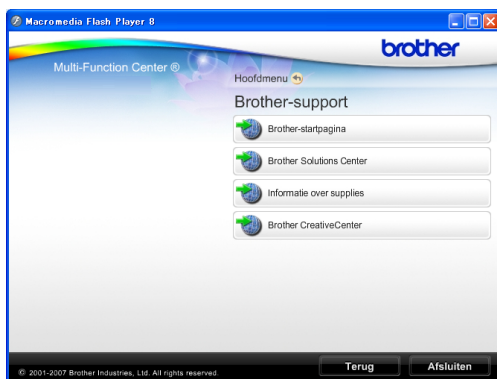 Macromedia Flash Player 8
brother
Multi-Function Center ®
Hoofdmenu
Brother-support
Brother-startpagina
Brother Solutions Center
Informatie over supplies
Brother CreativeCenter
© 2001-2007 Brother Industries, Ltd. All rights reserved.
Terug
Afsluiten